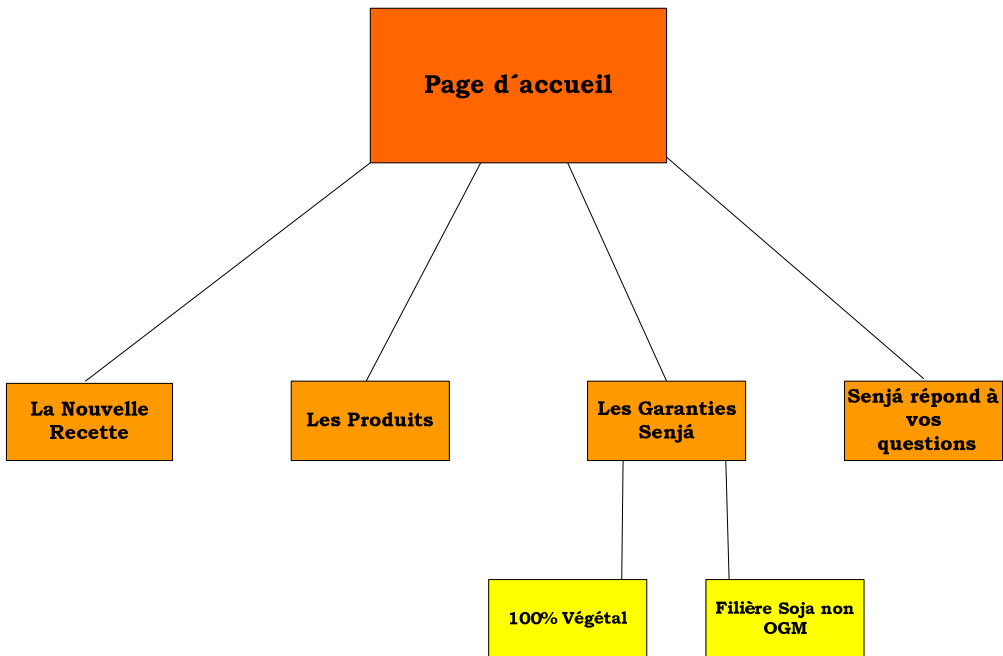 Page d´accueil
La Nouvelle
Recette
Les Produits
Les Garanties
Senjá
Senjá répond à
vos
questions
100% Végétal
Filière Soja non
OGM